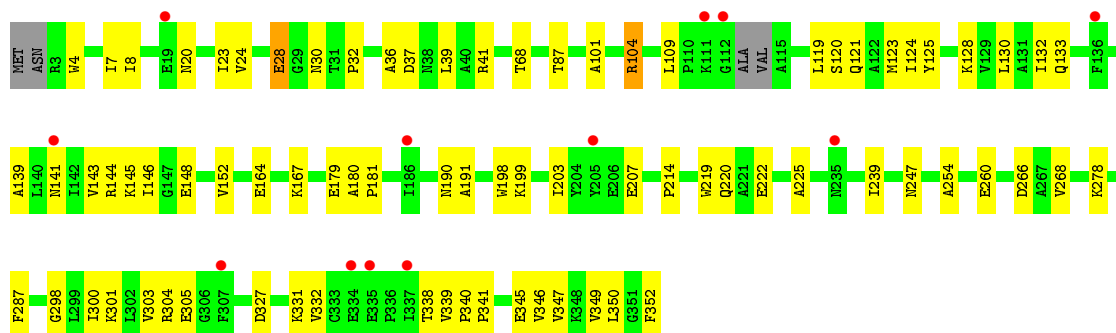 MET ASN R3 W4 I7 I8 E19 N20 I23 V24 E28 G29 N30 T31 P32 A36 D37 N38 L39 A40 R41 T68 T87 A101 R104 L109 P110 K111 G112 ALA VAL A115 L119 S120 Q121 A122 M123 I124 Y125 K128 V129 L130 A131 I132 Q133 F136
A139 L140 N141 I142 V143 R144 K145 I146 G147 E148 V152 E164 K167 E179 A180 P181 I186 N190 A191 W198 K199 I203 Y204 Y205 E206 E207 P214 W219 Q220 A221 E222 A225 N235 I239 N247 A254 E260 D266 A267 V268 K278
F287 G298 L299 I300 K301 L302 V303 R304 E305 G306 F307 D327 K331 V332 C333 E334 E335 P336 I337 T338 V339 P340 P341 E345 V346 V347 K348 V349 L350 G351 F352